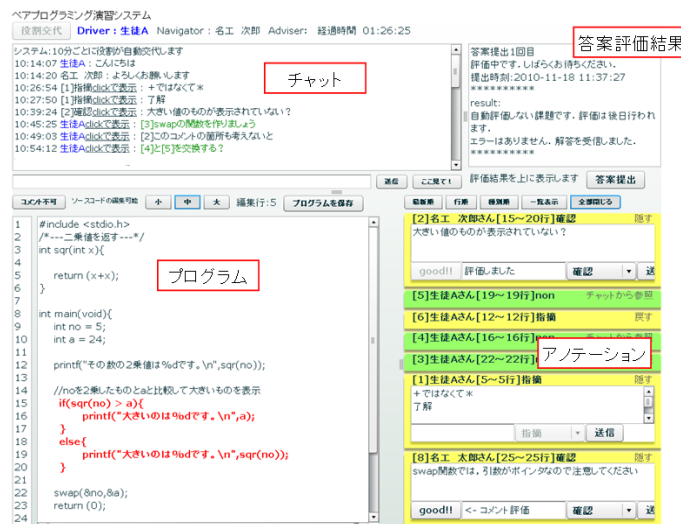 ペアプログラミング演習システム
役割交代 Driver：生徒A Navigator：名工 次郎 Adviser: 経過時間 01:26:25
システム:10分ごとに役割が自動交代します
10:14:07 生徒A：こんにちは
10:14:20 名工 次郎：よろしくお願いします
10:26:54 [1]指摘clickで表示：＋ではなくて＊
10:27:50 [1]指摘clickで表示：了解
10:39:24 [2]確認clickで表示：大きい値のものが表示されていない？
10:45:25 生徒Aclickで表示：[3]swapの関数を作りましょう
10:49:03 生徒Aclickで表示：[2]このコメントの箇所も考えないと
10:54:12 生徒Aclickで表示：[4]と[5]を交換する？
チャット
答案提出1回目
評価中です. しばらくお待ちください.
提出時刻:2010-11-18 11:37:27
**********
result:
自動評価しない課題です. 評価は後日行われ
ます.
エラーはありません. 解答を受信しました.
**********
答案評価結果
送信 ここ見て！ 評価結果を上に表示します 答案提出
コメント不可 ソースコードの編集可能 小 中 大 編集行:5 プログラムを保存
最新順 行順 種別順 一覧表示 全部閉じる
1 #include <stdio.h>
2 /*---二乗値を返す---*/
3 int sqr(int x){
4
5 return (x+x);
6 }
7
8 int main(void){
9 int no = 5;
10 int a = 24;
11
12 printf("その数の2乗値は%dです。\n",sqr(no));
13
14 //noを2乗したものとaと比較して大きいものを表示
15 if(sqr(no) > a){
16 printf("大きいのは%dです。\n",a);
17 }
18 else{
19 printf("大きいのは%dです。\n",sqr(no));
20 }
21
22 swap(&no,&a);
23 return (0);
24
プログラム
[2]名工 次郎さん[15～20行]確認 隠す
大きい値のものが表示されていない？
good!! 評価しました 確認 送
[5]生徒Aさん[19～19行]non チャットから参照
[6]生徒Aさん[12～12行]指摘 戻す
[4]生徒Aさん[16～16行]non
[3]生徒Aさん[22～22行]
アノテーション
[1]生徒Aさん[5～5行]指摘 隠す
＋ではなくて＊
了解
指摘 送信
[8]名工 太郎さん[25～25行]確認 隠す
swap関数では，引数がポインタなので注意してください
good!! <- コメント評価 確認 送